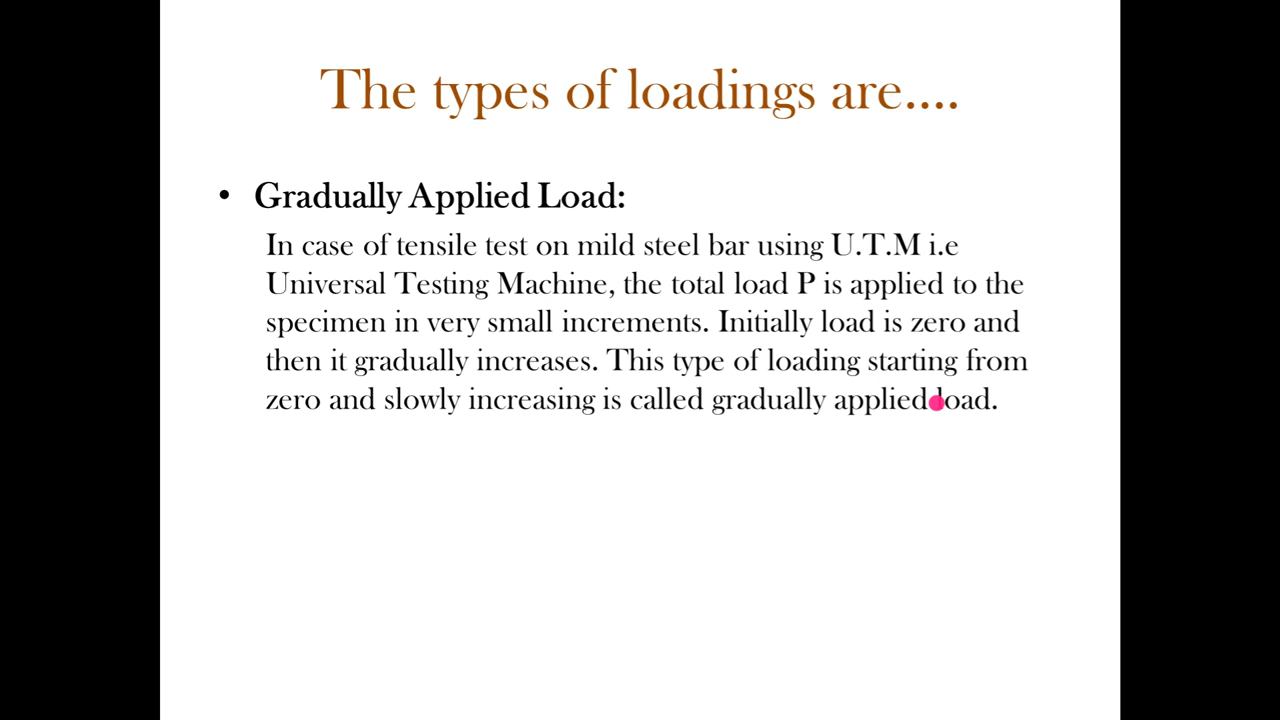 The types of loadings are....
• Gradually Applied Load:
In case of tensile test on mild steel bar using U.T.M i.e
Universal Testing Machine, the total load P is applied to the
specimen in very small increments. Initially load is zero and
then it gradually increases. This type of loading starting from
zero and slowly increasing is called gradually applied load.